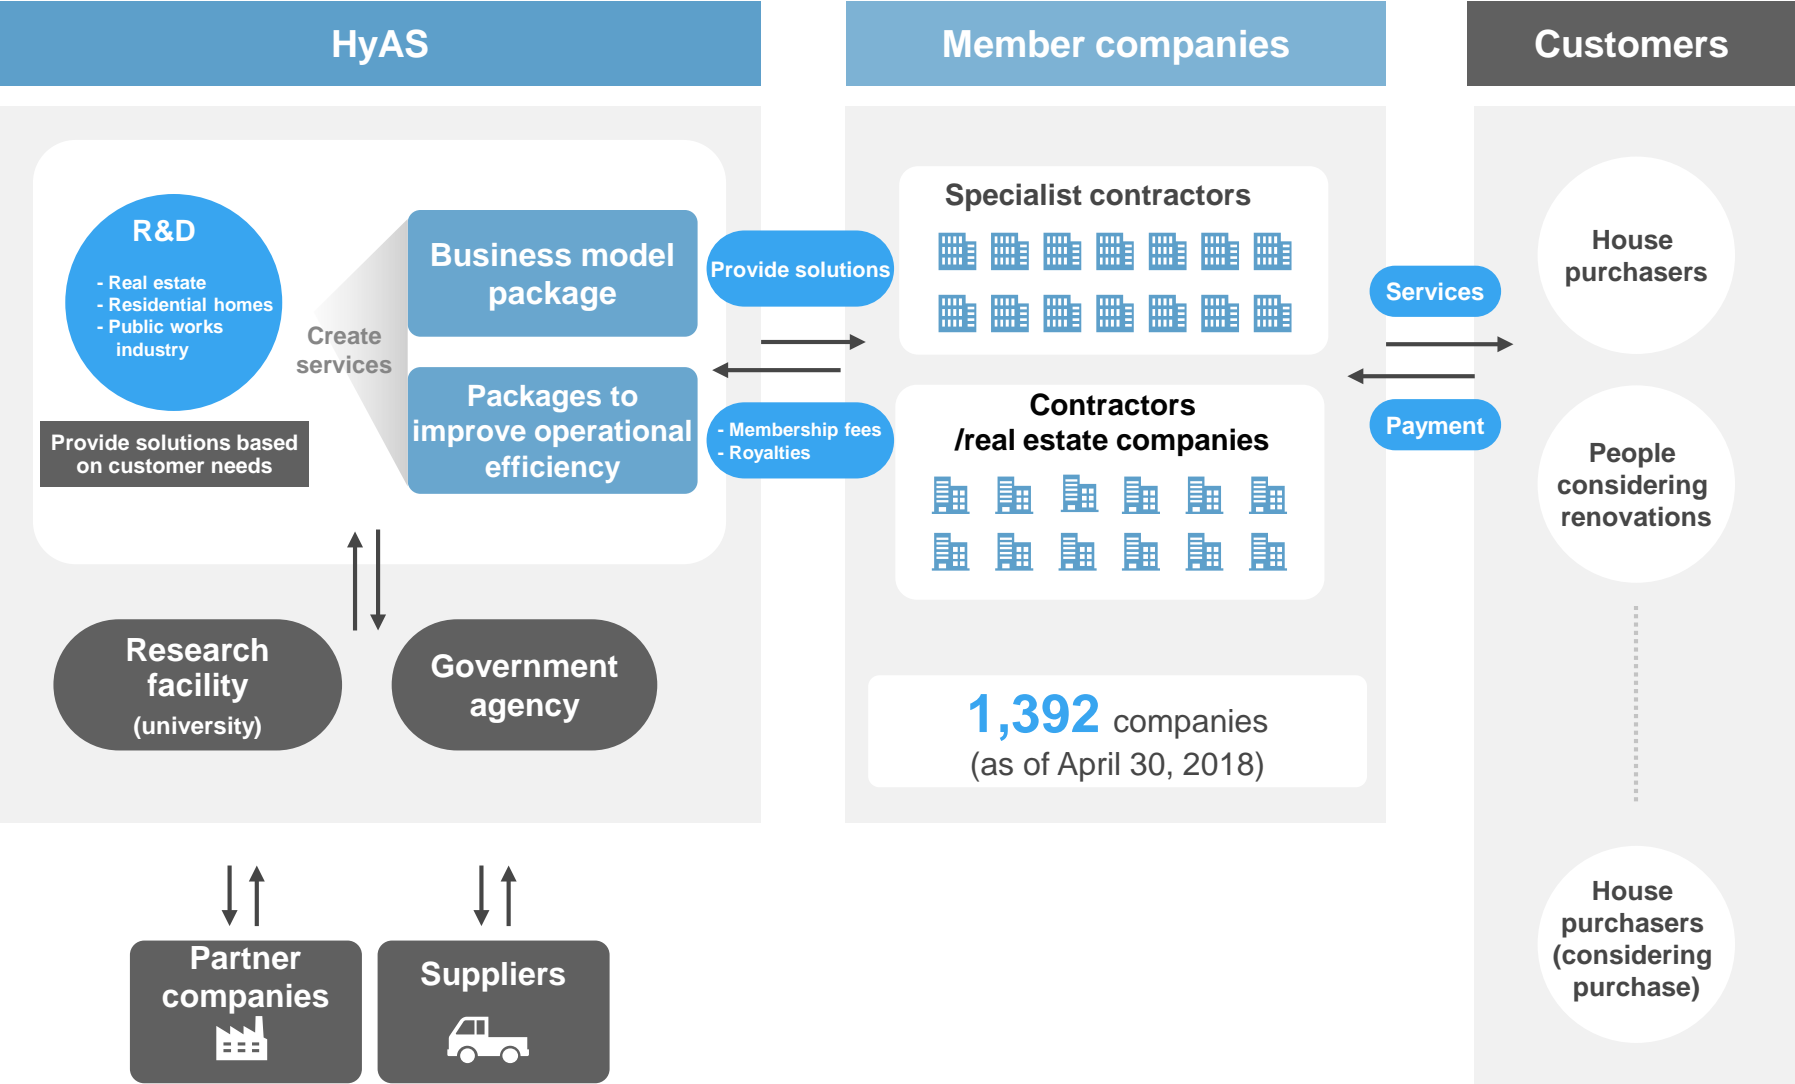 HyAS
Member companies
Customers
R&D
- Real estate
- Residential homes
- Public works
industry
Provide solutions based
on customer needs
Create
services
Business model
package
Packages to
improve operational
efficiency
Research
facility
(university)
Government
agency
Partner
companies
Suppliers
Provide solutions
- Membership fees
- Royalties
Specialist contractors
Contractors
/real estate companies
1,392 companies
(as of April 30, 2018)
Services
Payment
House
purchasers
People
considering
renovations
House
purchasers
(considering
purchase)